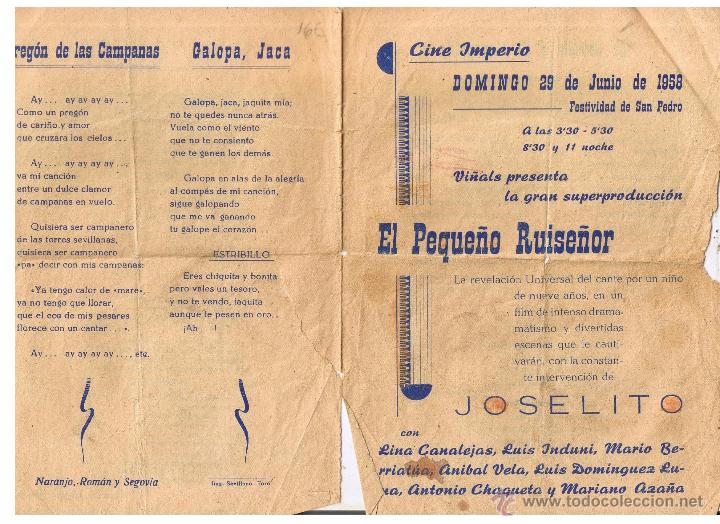 regón de las Campanas
Ay . . . ay ay ay ay . . .
Como un pregón
de cariño y amor
que cruzara los cielos . . .
Ay . . . ay ay ay ay . . .
va mi canción
entre un dulce clamor
de campanas en vuelo.
Quisiera ser campanero
de las torres sevillanas,
quisiera ser campanero
«pa» decir con mis campanas:
«Ya tengo calor de «mare»,
ya no tengo que llorar,
que el eco de mis pesares
florece con un cantar . . .».
Ay . . . ay ay ay ay . . ., etc.
Naranjo, Román y Segovia
166
Galopa, Jaca
Galopa, jaca, jaquita mía;
no te quedes nunca atrás.
Vuela como el viento
que no te consiento
que te ganen los demás.
Galopa en alas de la alegría
al compás de mi canción,
sigue galopando
que me va ganando
tu galope el corazón.
ESTRIBILLO
Eres chiquita y bonita
pero vales un tesoro,
y no te vendo, jaquita
aunque te pesen en oro . .
¡Ah . . . !
Imp. Sevillano - Toro
Cine Imperio
DOMINGO 29 de Junio de 1958
Festividad de San Pedro
A las 3'30 - 5'30
8'30 y 11 noche
Viñals presenta
la gran superproducción
El Pequeño Ruiseñor
La revelación Universal del cante por un niño
de nueve años, en un
film de intenso drama-
matismo y divertidas
escenas que le cauti-
varán, con la constan-
te intervención de
JOSELITO
con
Lina Canalejas, Luis Induni, Mario Be-
rriatúa, Anibal Vela, Luis Dominguez Lu-
na, Antonio Chaqueta y Mariano Azaña
todocoleccion